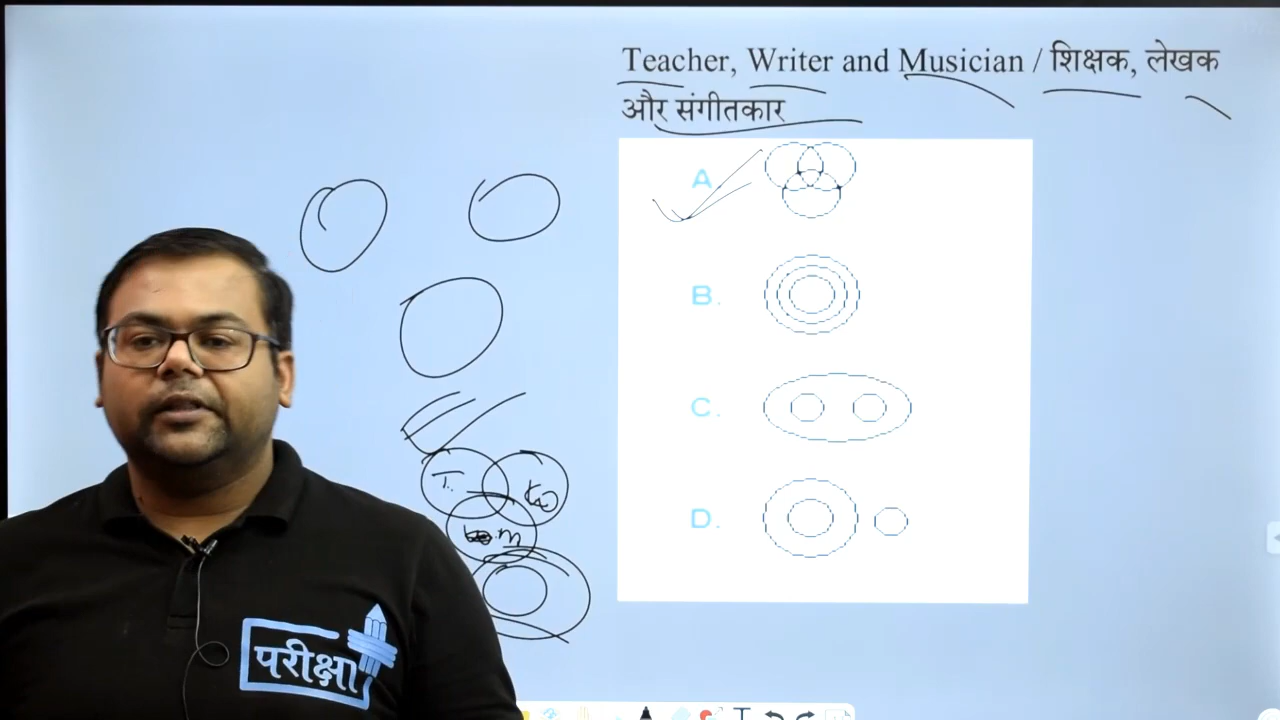 Teacher, Writer and Musician / शिक्षक, लेखक
और संगीतकार
A
B.
C.
D.
T.
m
परीक्षा
T